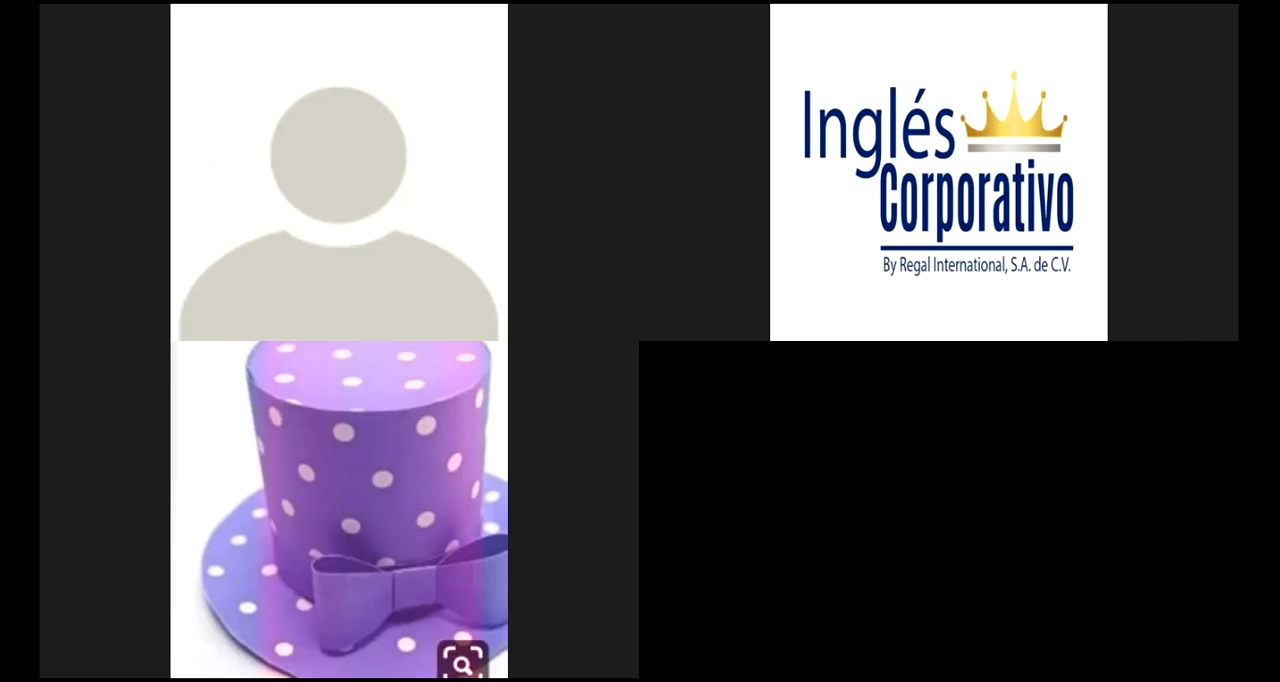 Inglés
Corporativo
By Regal International, S.A. de C.V.